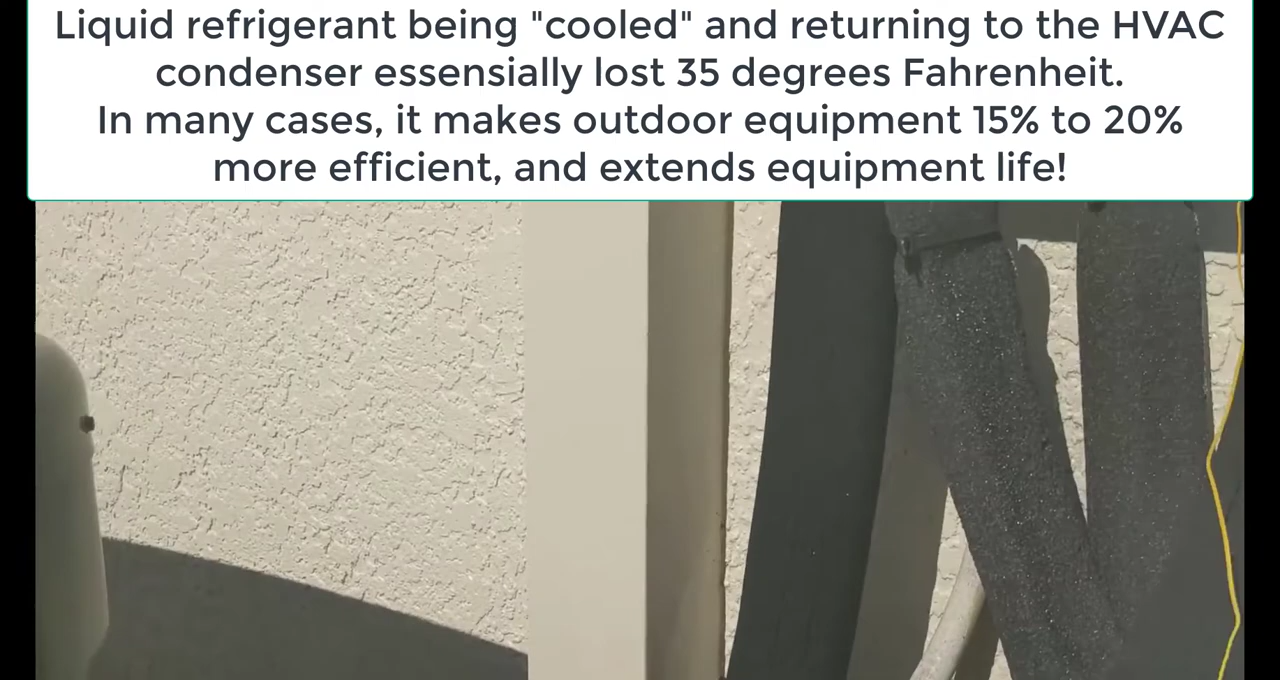 Liquid refrigerant being "cooled" and returning to the HVAC
condenser essensially lost 35 degrees Fahrenheit.
In many cases, it makes outdoor equipment 15% to 20%
more efficient, and extends equipment life!